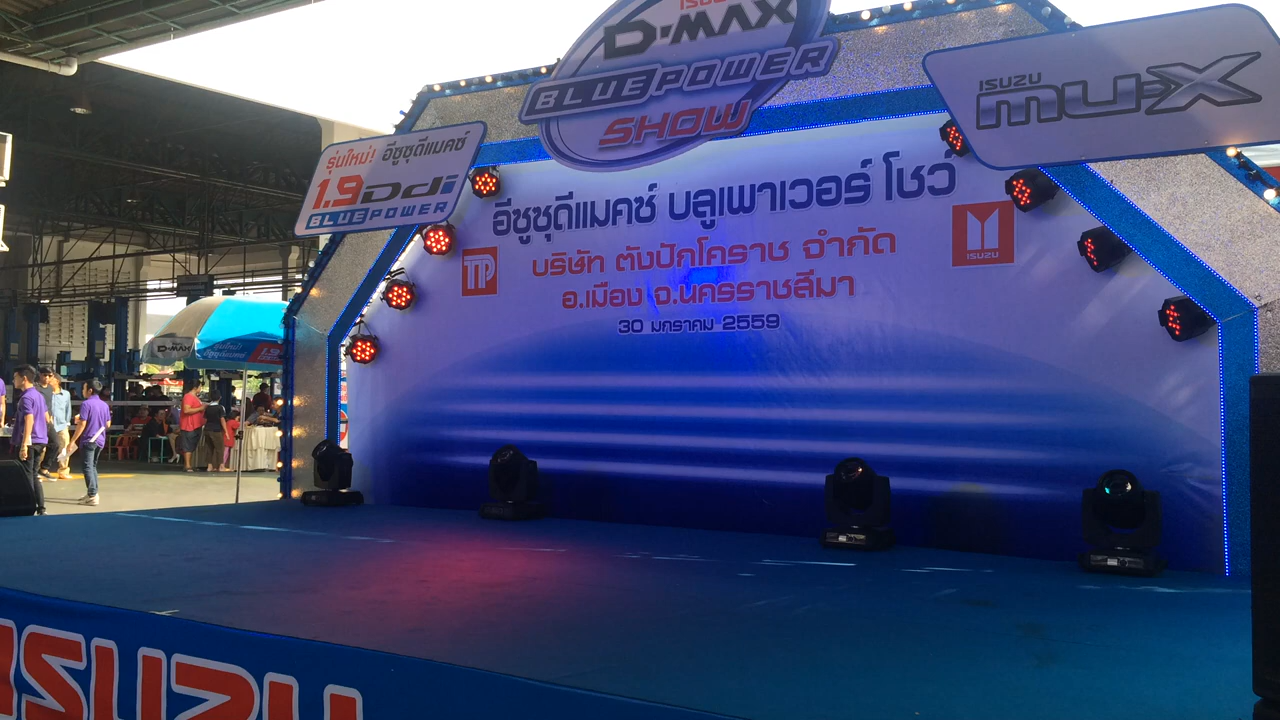 ISUZU
D-MAX
BLUEPOWER
SHOW
ISUZU
mu-X
รุ่นใหม่! อีซูซุดีแมคซ์
1.9Ddi
BLUEPOWER
อีซูซุดีแมคซ์ บลูเพาเวอร์ โชว์
บริษัท ตังปักโคราช จำกัด
อ.เมือง จ.นครราชสีมา
30 มกราคม 2559
TP
ISUZU
D-MAX
1.9
ISUZU